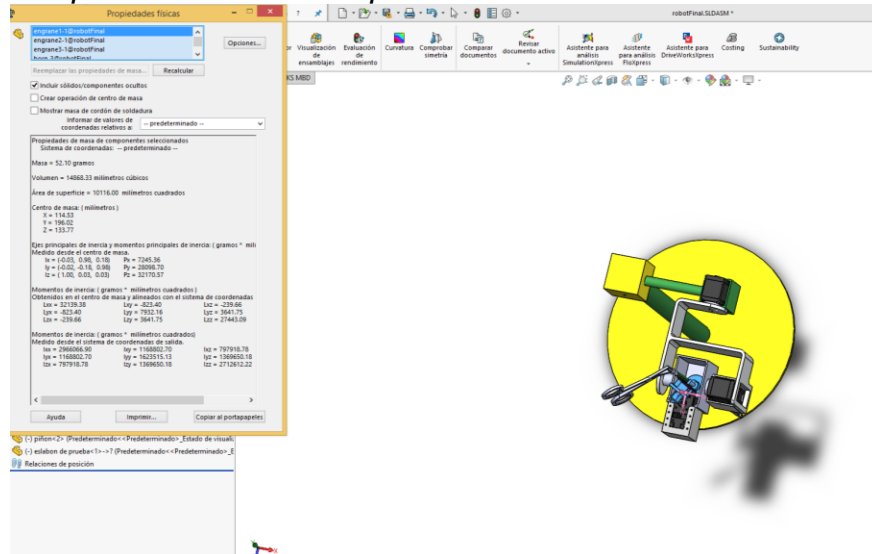 Propiedades físicas
robotFinal.SLDASM *
engrane1-1@robotFinal
engrane2-1@robotFinal
engrane3-1@robotFinal
Opciones...
Reemplazar las propiedades de masa...
Recalcular
Incluir sólidos/componentes ocultos
Crear operación de centro de masa
Mostrar masa de cordón de soldadura
Informar de valores de
coordenadas relativos a:
-- predeterminado --
Visualización
de
ensamblajes
Evaluación
de
rendimiento
Curvatura
Comprobar
simetría
Comparar
documentos
Revisar
documento activo
Asistente para
análisis
SimulationXpress
Asistente
para análisis
FloXpress
Asistente para
DriveWorksXpress
Costing
Sustainability
KS MBD
Propiedades de masa de componentes seleccionados
Sistema de coordenadas: -- predeterminado --
Masa = 52.10 gramos
Volumen = 14868.33 milímetros cúbicos
Área de superficie = 10116.00 milímetros cuadrados
Centro de masa: ( milímetros )
X = 114.53
Y = 196.02
Z = 133.77
Ejes principales de inercia y momentos principales de inercia: ( gramos * mili
Medido desde el centro de masa.
Ix = (-0.03, 0.98, 0.18) Px = 7245.36
Iy = (-0.02, -0.18, 0.98) Py = 28098.70
Iz = ( 1.00, 0.03, 0.03) Pz = 32170.57
Momentos de inercia: ( gramos * milímetros cuadrados )
Obtenidos en el centro de masa y alineados con el sistema de coordenadas
Lxx = 32139.38 Lxy = -823.40 Lxz = -239.66
Lyx = -823.40 Lyy = 7932.16 Lyz = 3641.75
Lzx = -239.66 Lzy = 3641.75 Lzz = 27443.09
Momentos de inercia: ( gramos * milímetros cuadrados)
Medido desde el sistema de coordenadas de salida.
Ixx = 2966066.90 Ixy = 1168802.70 Ixz = 797918.78
Iyx = 1168802.70 Iyy = 1623515.13 Iyz = 1369650.18
Izx = 797918.78 Izy = 1369650.18 Izz = 2712612.22
Ayuda
Imprimir...
Copiar al portapapeles
(-) piñon<2> (Predeterminado<<Predeterminado>_Estado de visuali
(-) eslabon de prueba<1>->? (Predeterminado<<Predeterminado>_E
Relaciones de posición